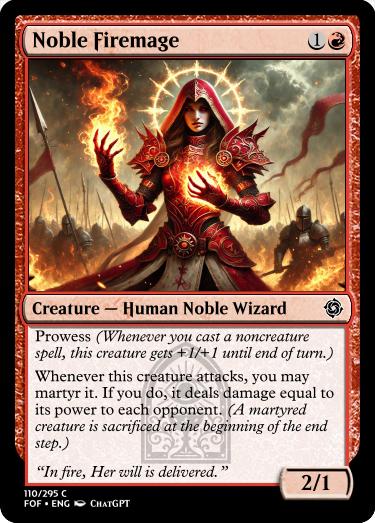 Noble Firemage 1
Creature — Human Noble Wizard
Prowess (Whenever you cast a noncreature
spell, this creature gets +1/+1 until end of turn.)
Whenever this creature attacks, you may
martyr it. If you do, it deals damage equal to
its power to each opponent. (A martyred
creature is sacrificed at the beginning of the end
step.)
“In fire, Her will is delivered.”
2/1
110/295 C
FOF • ENG ChatGPT